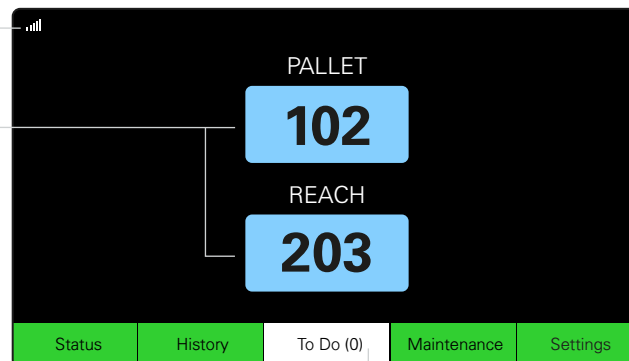 PALLET
102
REACH
203
Status History To Do (0) Maintenance Settings